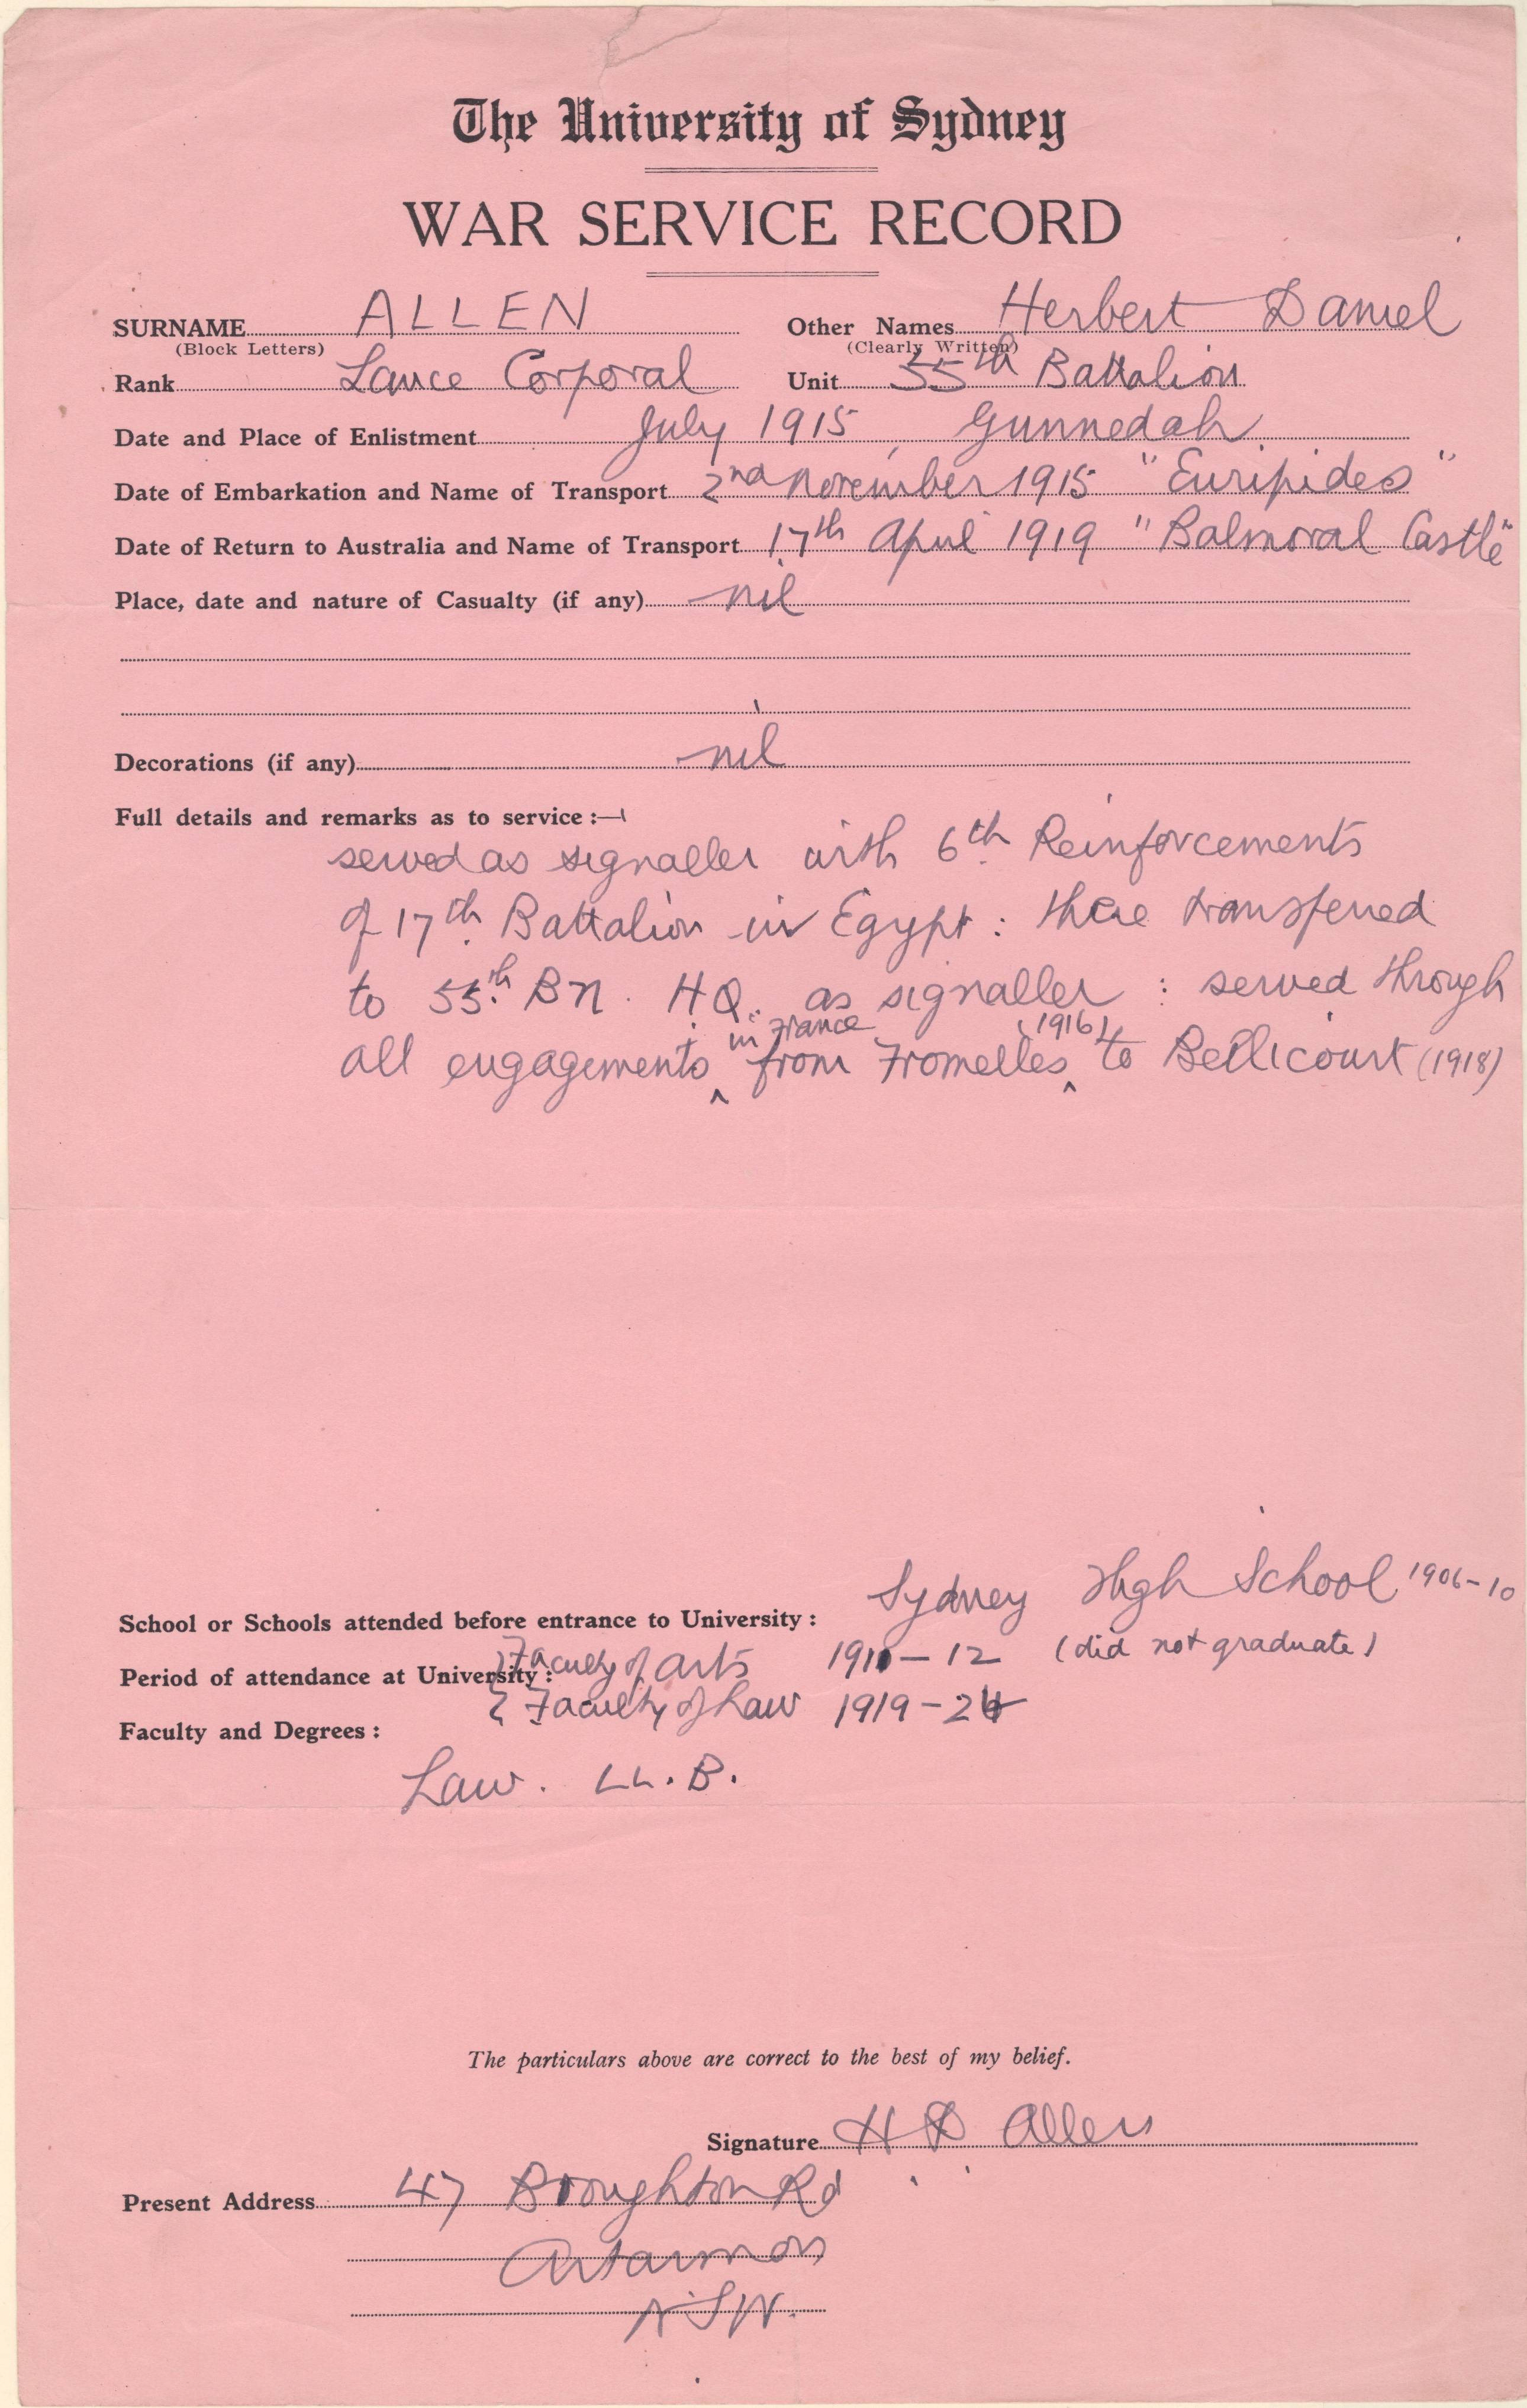 The University of Sydney
WAR SERVICE RECORD
SURNAME ALLEN Other Names Herbert Daniel
(Block Letters) (Clearly Written)
Rank Lance Corporal Unit 55th Battalion
Date and Place of Enlistment July 1915, Gunnedah
Date of Embarkation and Name of Transport 2nd November 1915 "Euripides"
Date of Return to Australia and Name of Transport 17th April 1919 "Balmoral Castle"
Place, date and nature of Casualty (if any) nil
Decorations (if any) nil
Full details and remarks as to service :—
served as signaller with 6th Reinforcements
of 17th Battalion in Egypt : there transferred
to 55th Bn. HQ. as signaller : served through
all engagements in France from Fromelles (1916) to Bellicourt (1918)
School or Schools attended before entrance to University : Sydney High School 1906-10
Period of attendance at University : Faculty of Arts 1911-12 (did not graduate)
Faculty of Law 1919-24
Faculty and Degrees :
Law. LL.B.
The particulars above are correct to the best of my belief.
Signature H D Allen
Present Address 47 Broughton Rd
Artarmon
NSW.